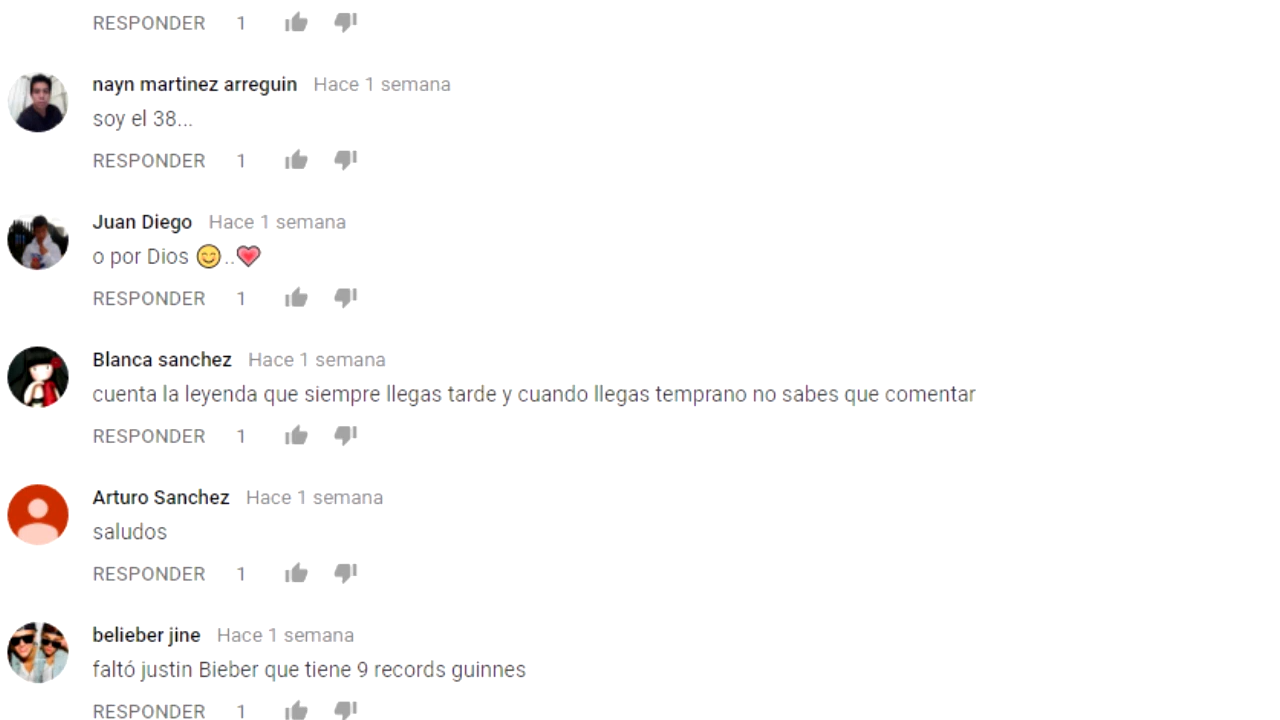 RESPONDER 1
nayn martinez arreguin Hace 1 semana
soy el 38...
RESPONDER 1
Juan Diego Hace 1 semana
o por Dios 😊..💗
RESPONDER 1
Blanca sanchez Hace 1 semana
cuenta la leyenda que siempre llegas tarde y cuando llegas temprano no sabes que comentar
RESPONDER 1
Arturo Sanchez Hace 1 semana
saludos
RESPONDER 1
belieber jine Hace 1 semana
faltó justin Bieber que tiene 9 records guinnes
RESPONDER 1